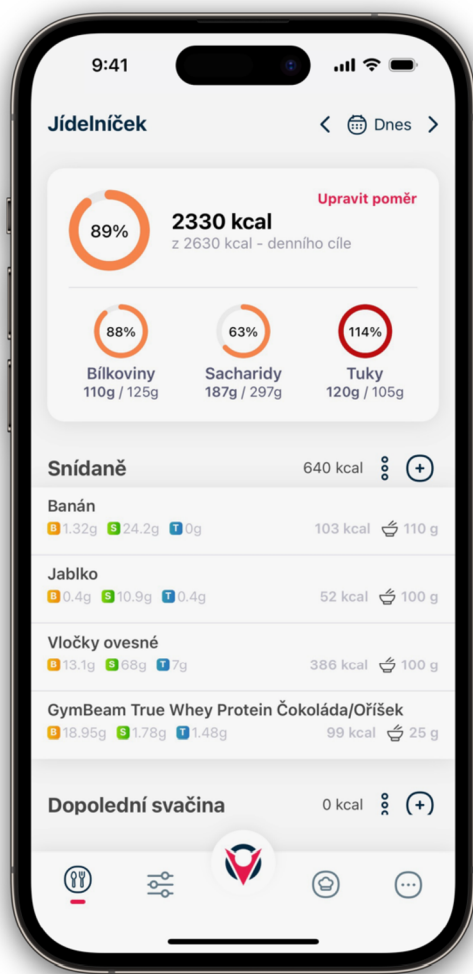 9:41
Jídelníček
Dnes
Upravit poměr
89%
2330 kcal
z 2630 kcal - denního cíle
88%
63%
114%
Bílkoviny
Sacharidy
Tuky
110g / 125g
187g / 297g
120g / 105g
Snídaně 640 kcal
Banán
B 1.32g S 24.2g T 0g 103 kcal 110 g
Jablko
B 0.4g S 10.9g T 0.4g 52 kcal 100 g
Vločky ovesné
B 13.1g S 68g T 7g 386 kcal 100 g
GymBeam True Whey Protein Čokoláda/Oříšek
B 18.95g S 1.78g T 1.48g 99 kcal 25 g
Dopolední svačina 0 kcal